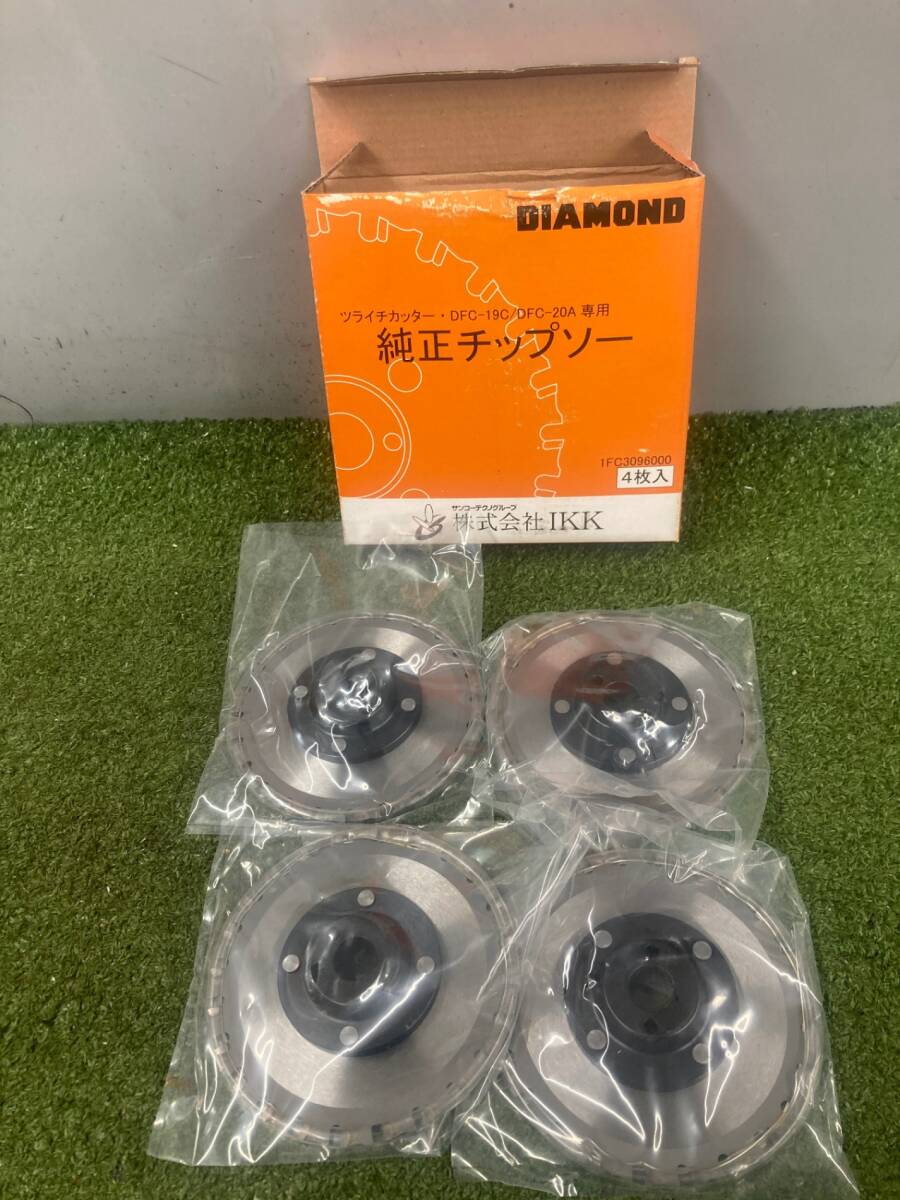 DIAMOND
ツライチカッター・DFC-19C/DFC-20A 専用
純正チップソー
1FC3096000
4枚入
サンコーテクノグループ
株式会社IKK